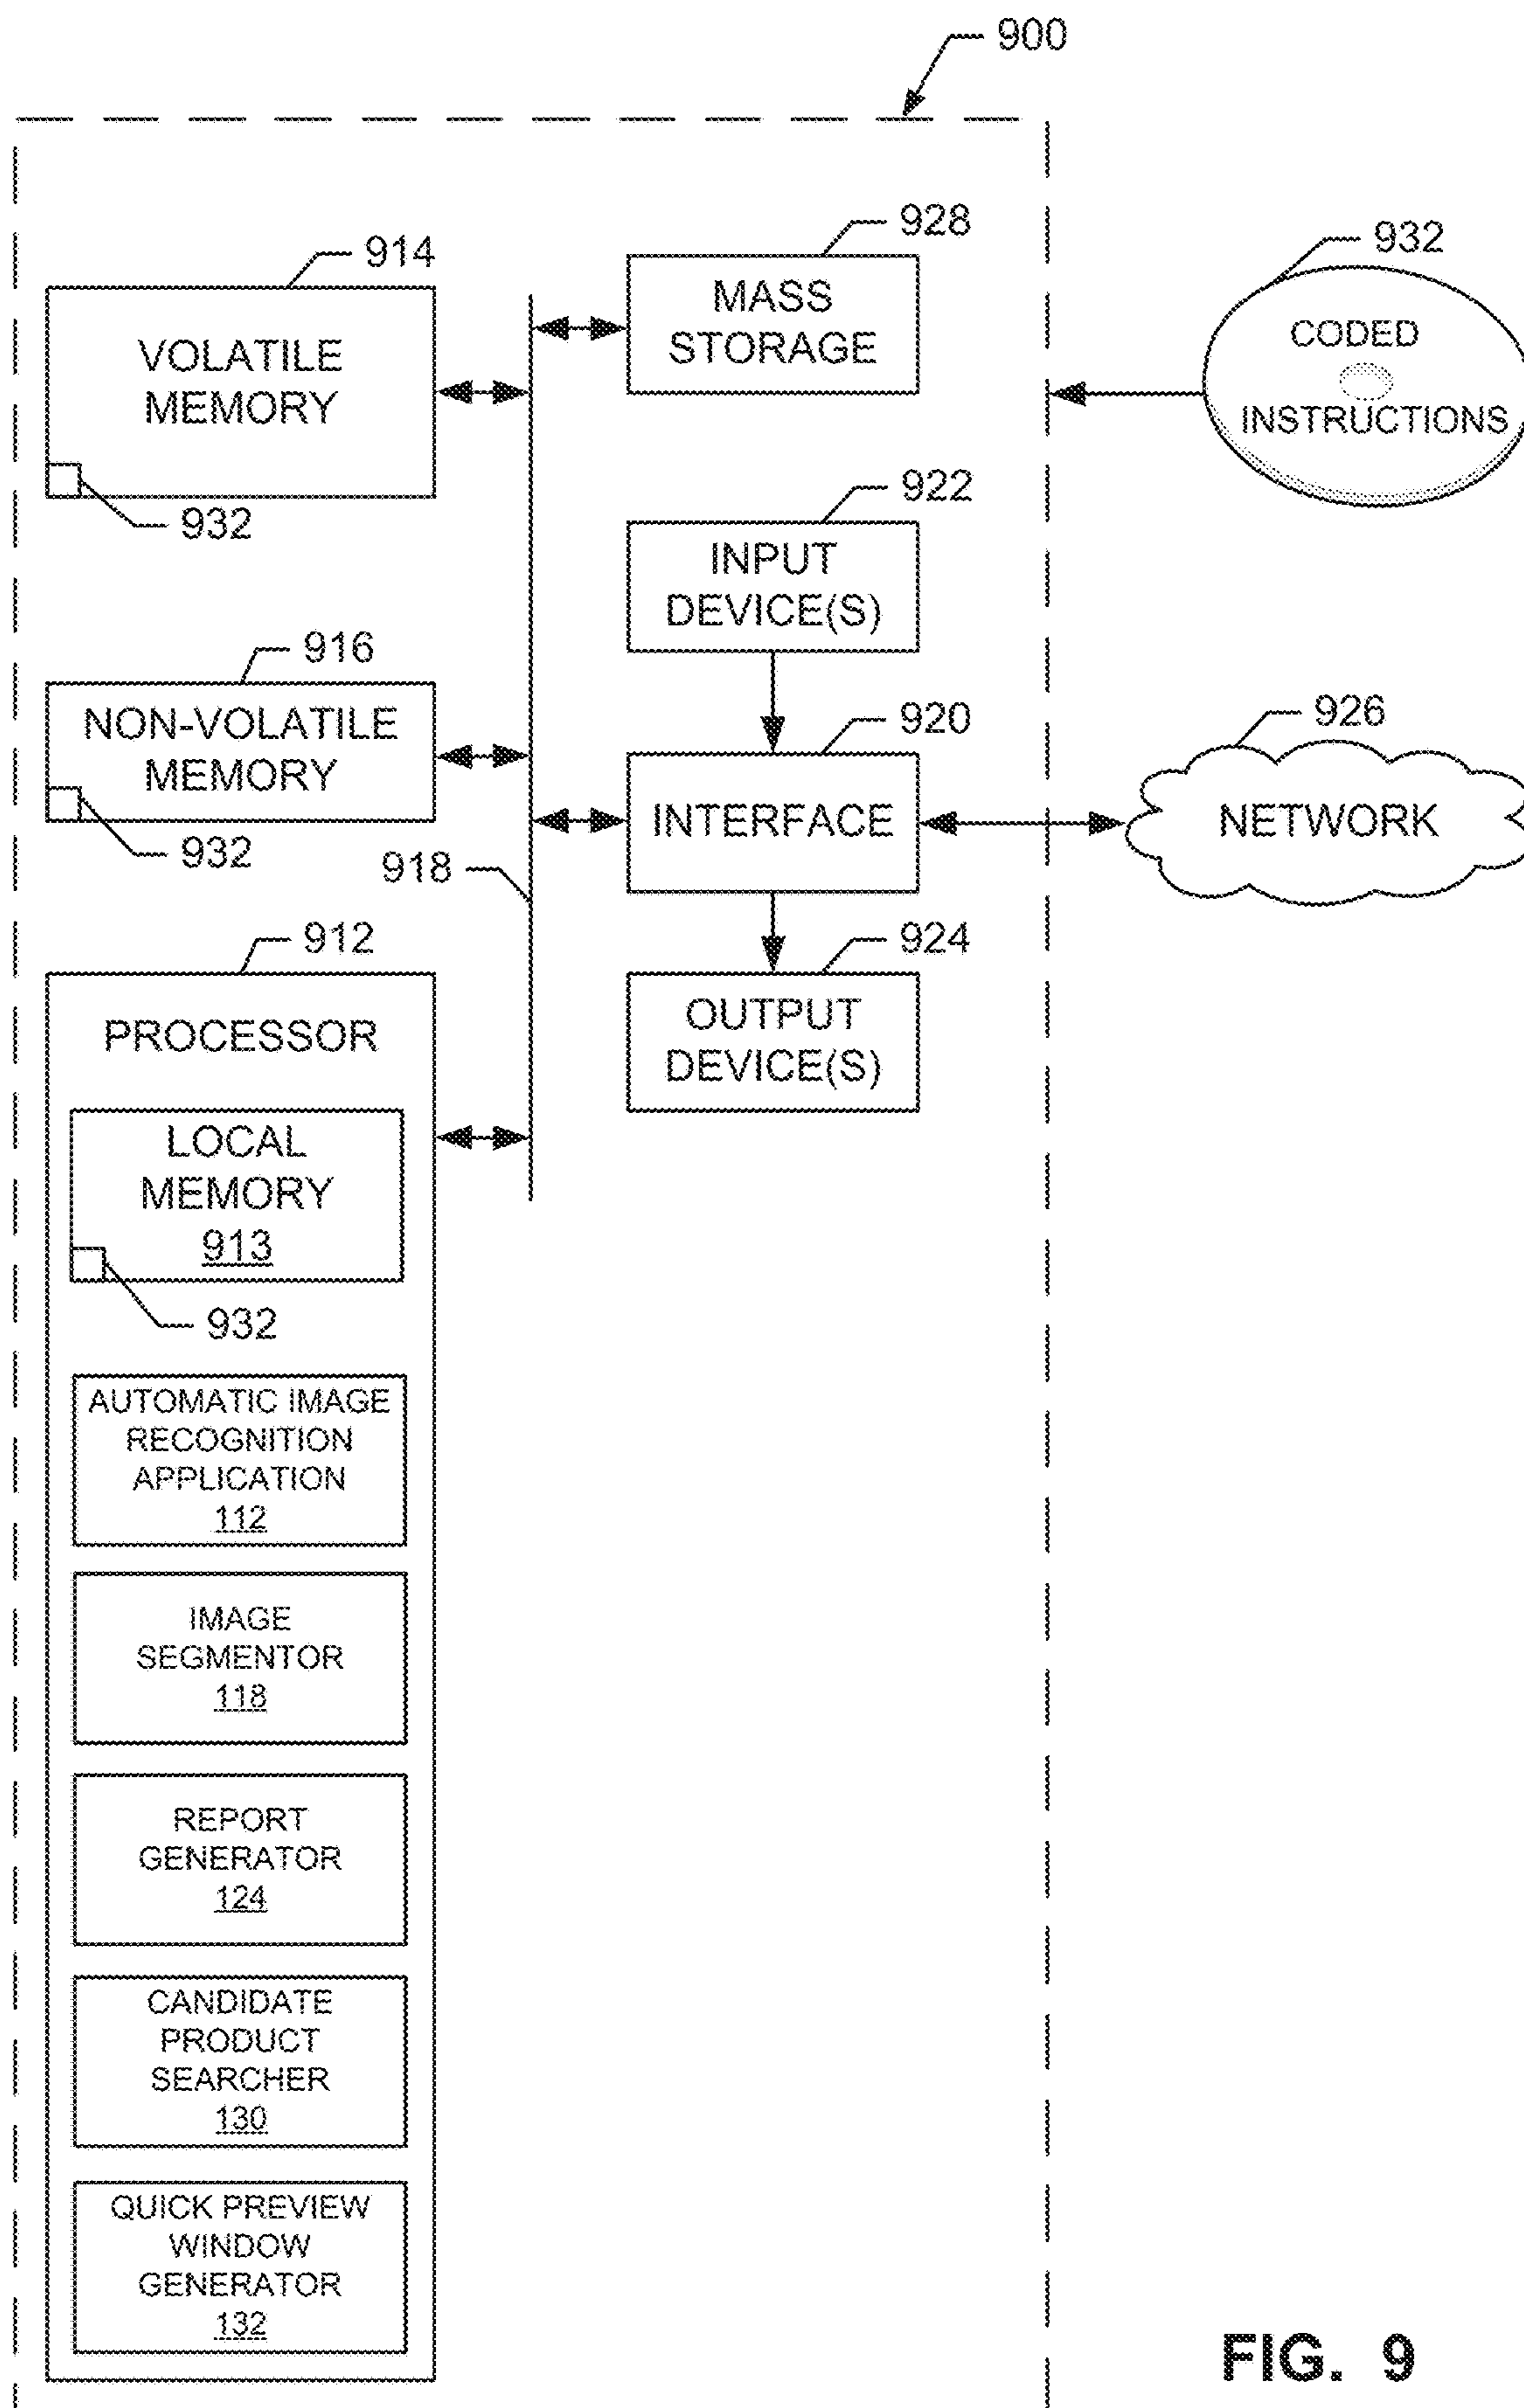 900
914
VOLATILE
MEMORY
932
928
MASS
STORAGE
932
CODED
INSTRUCTIONS
922
INPUT
DEVICE(S)
916
NON-VOLATILE
MEMORY
932
918
920
INTERFACE
926
NETWORK
924
OUTPUT
DEVICE(S)
912
PROCESSOR
LOCAL
MEMORY
913
932
AUTOMATIC IMAGE
RECOGNITION
APPLICATION
112
IMAGE
SEGMENTOR
118
REPORT
GENERATOR
124
CANDIDATE
PRODUCT
SEARCHER
130
QUICK PREVIEW
WINDOW
GENERATOR
132
FIG. 9